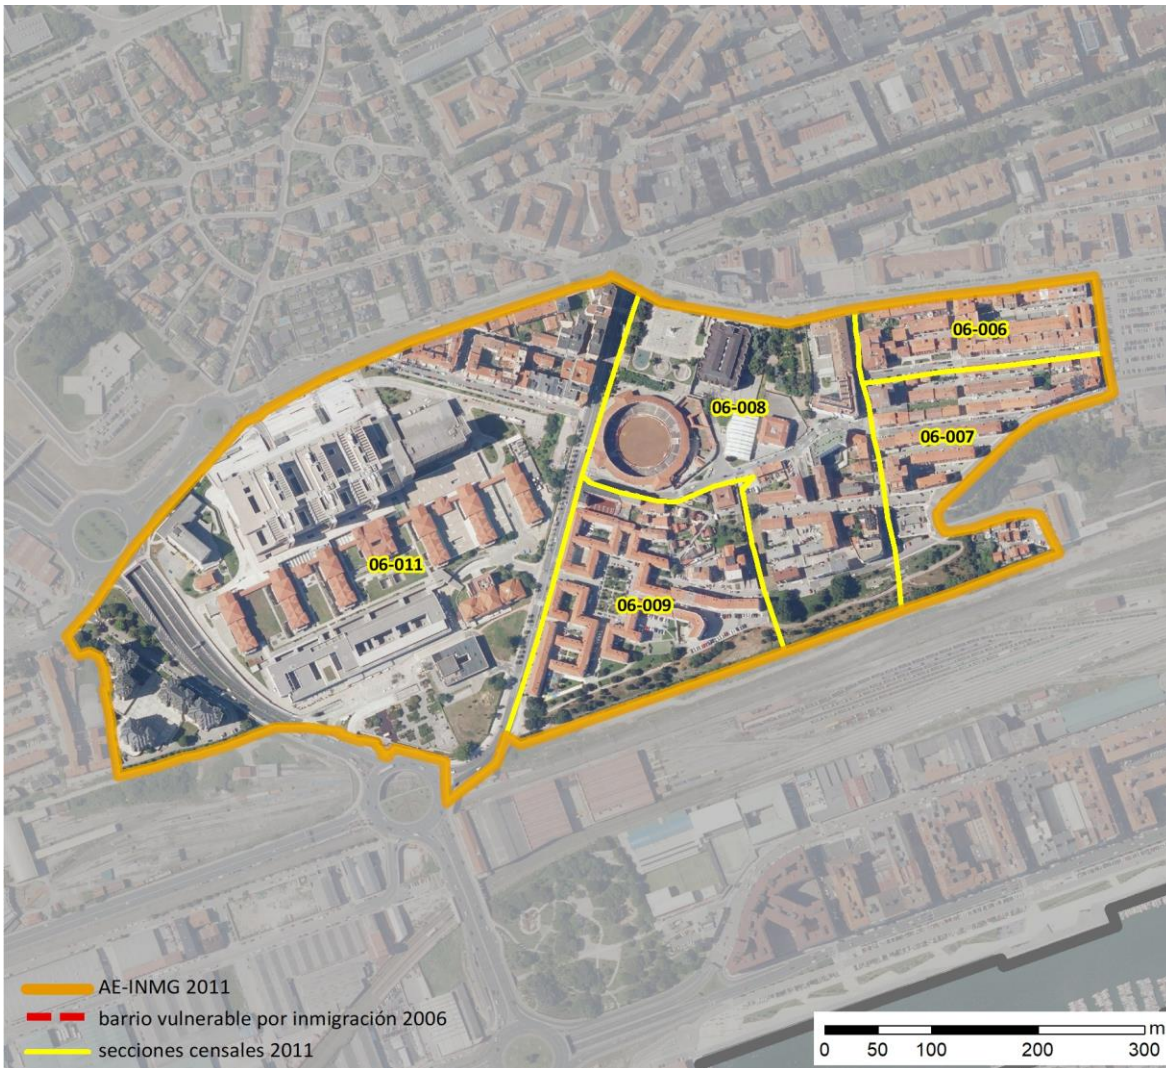 06-006
06-008
06-007
06-011
06-009
AE-INMG 2011
barrio vulnerable por inmigración 2006
secciones censales 2011
m
0 50 100 200 300